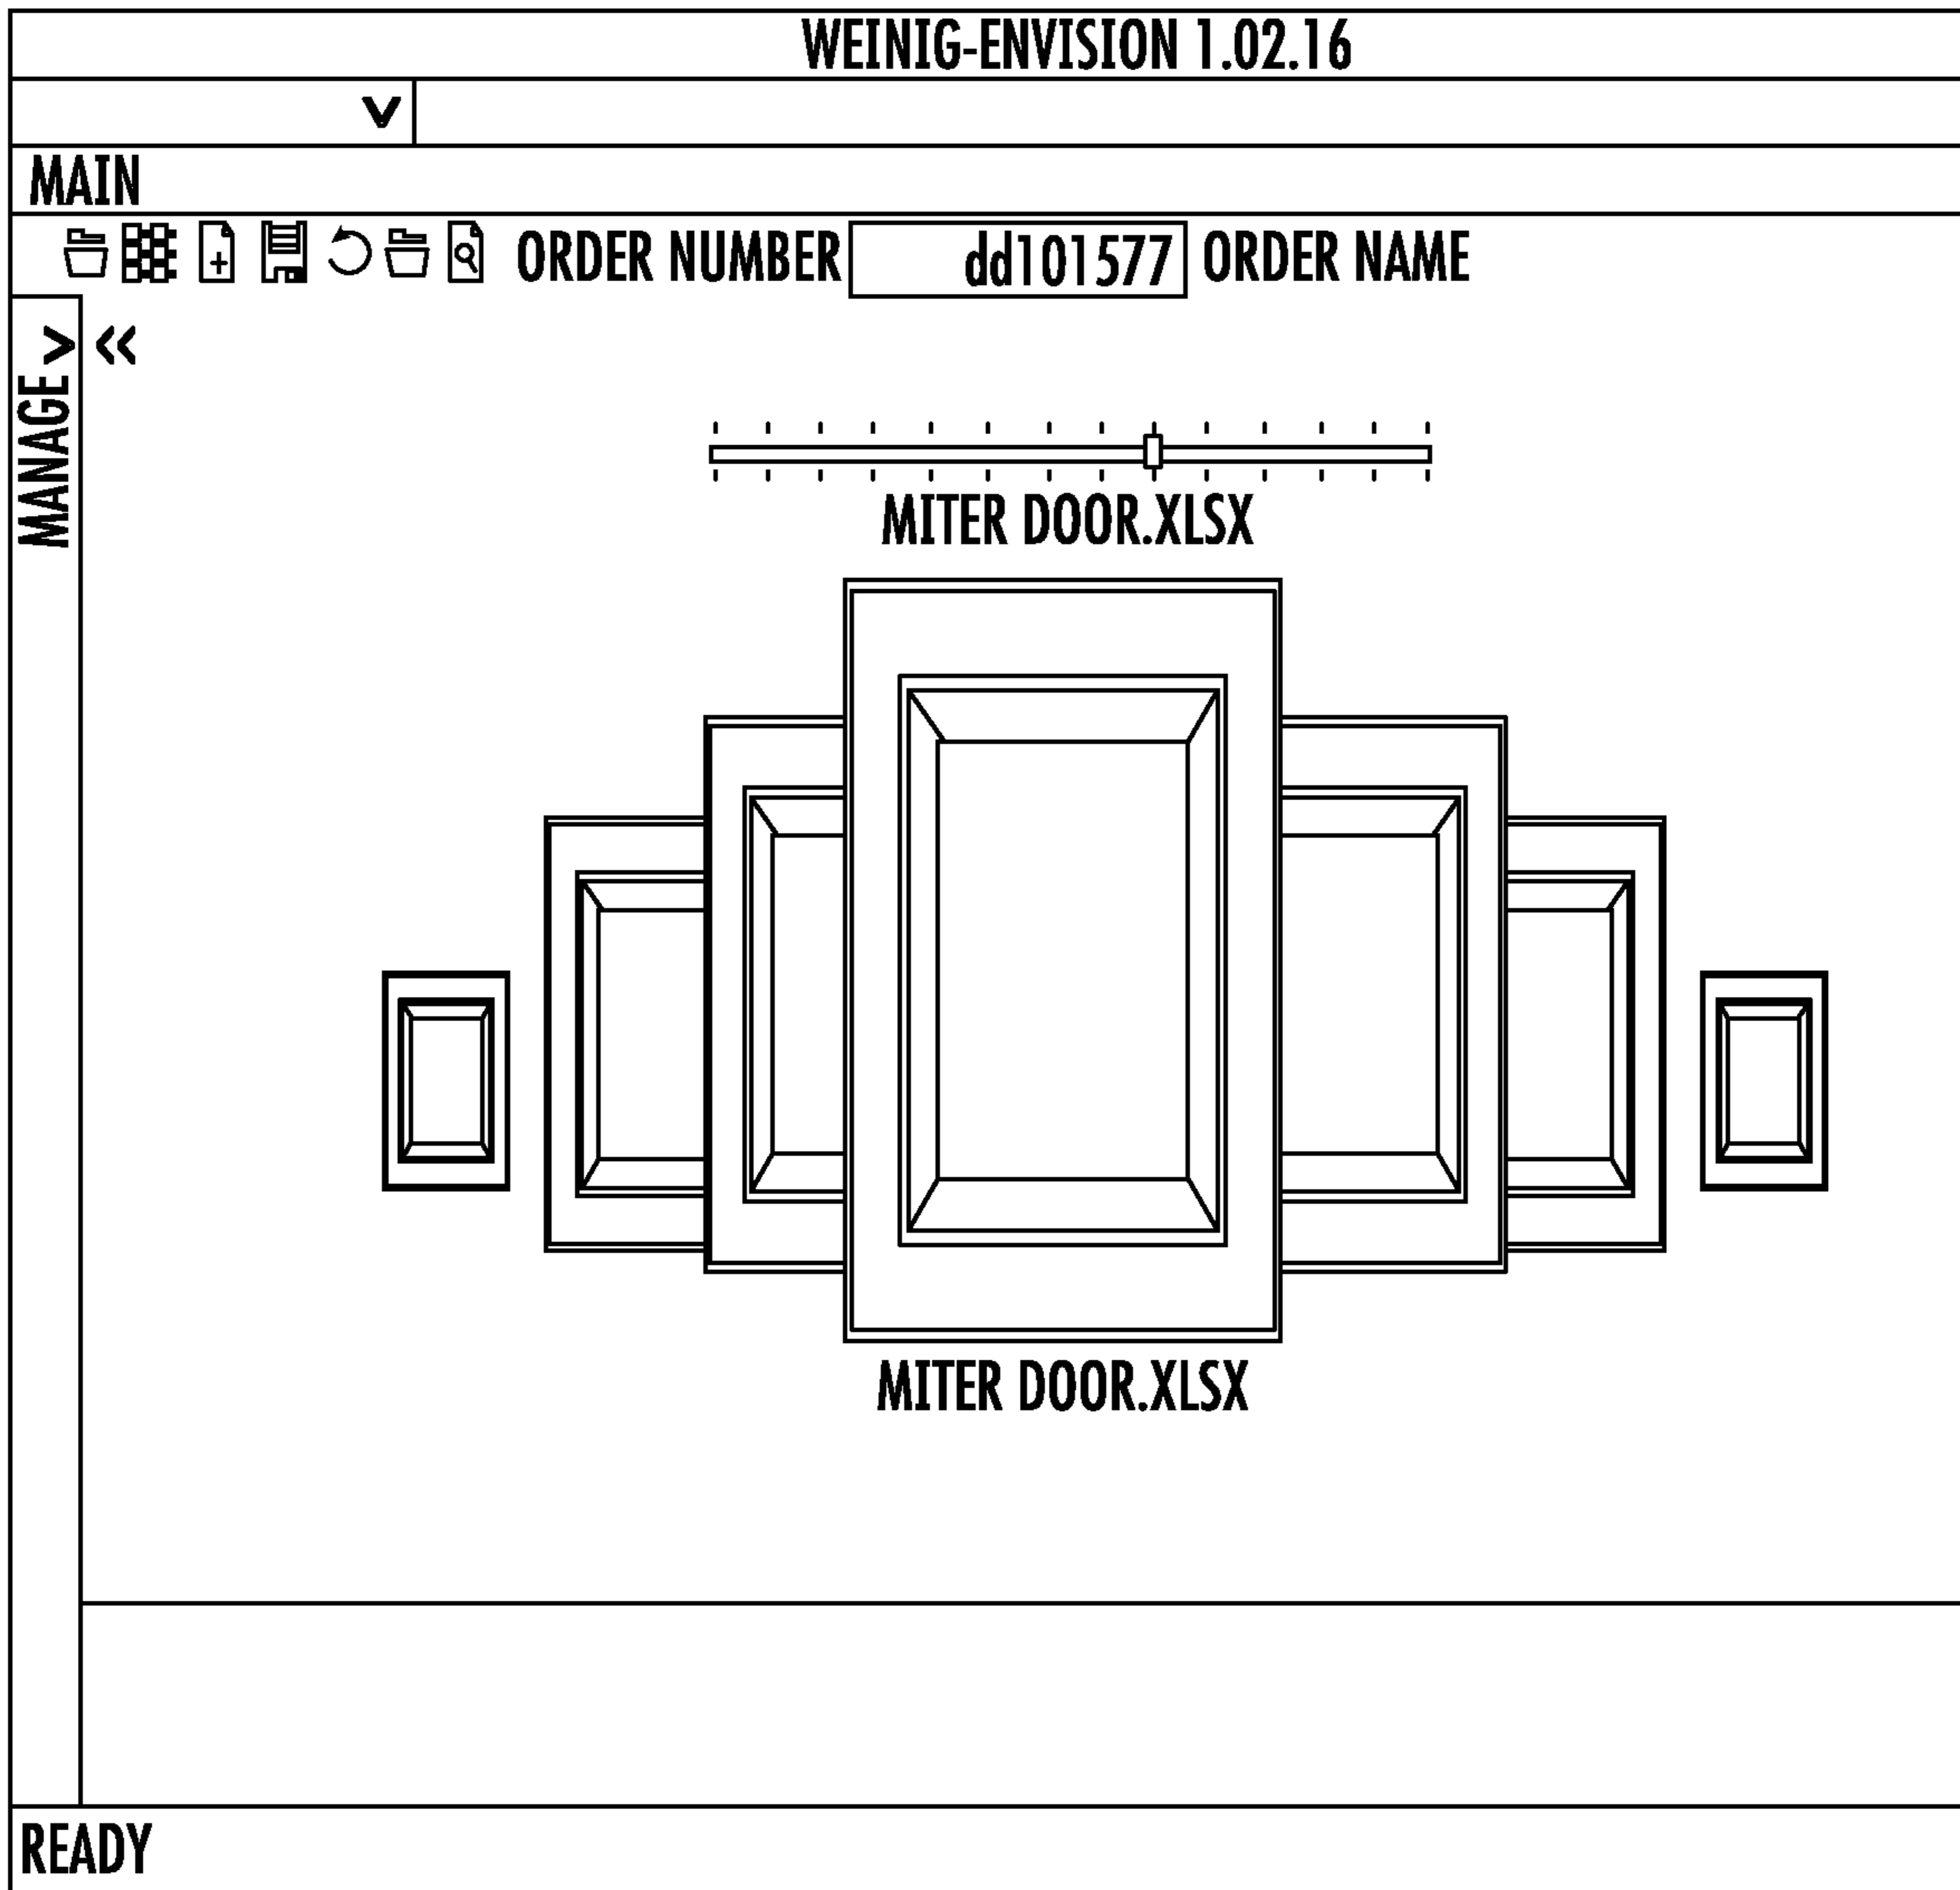 WEINIG-ENVISION 1.02.16
MAIN
ORDER NUMBER dd101577 ORDER NAME
MANAGE
MITER DOOR.XLSX
MITER DOOR.XLSX
READY